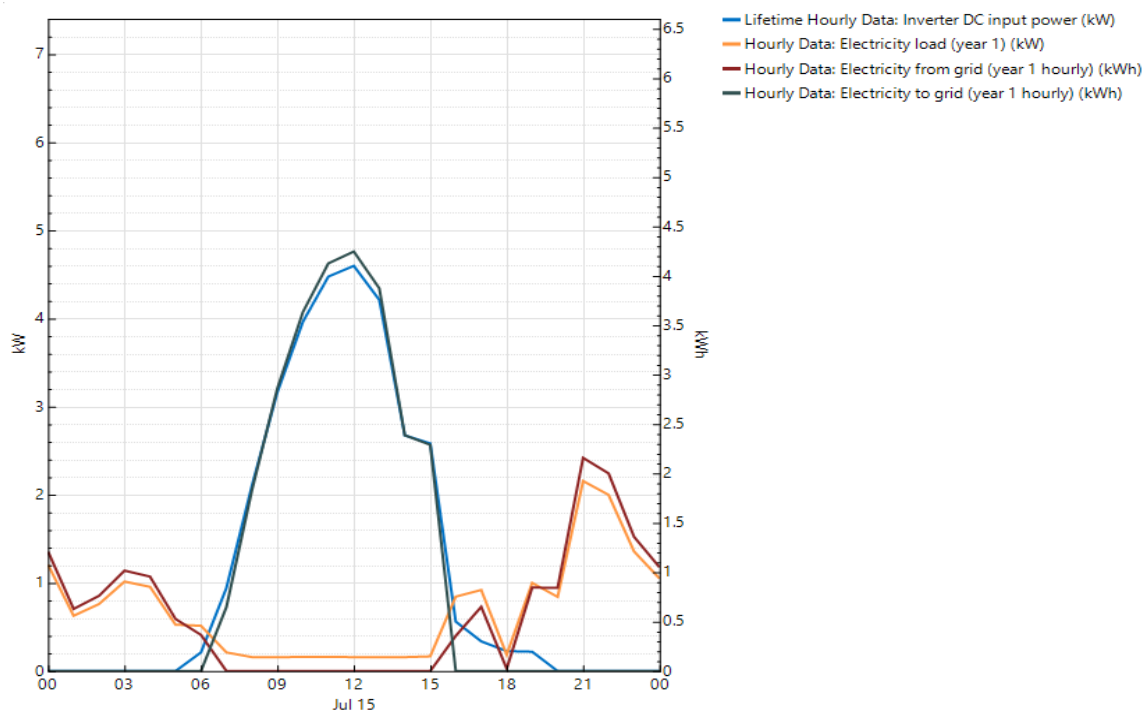 Lifetime Hourly Data: Inverter DC input power (kW)
Hourly Data: Electricity load (year 1) (kW)
Hourly Data: Electricity from grid (year 1 hourly) (kWh)
Hourly Data: Electricity to grid (year 1 hourly) (kWh)
7
6
5
4
3
2
1
0
kW
6.5
6
5.5
5
4.5
4
3.5
3
2.5
2
1.5
1
0.5
0
kWh
00 03 06 09 12 15 18 21 00
Jul 15